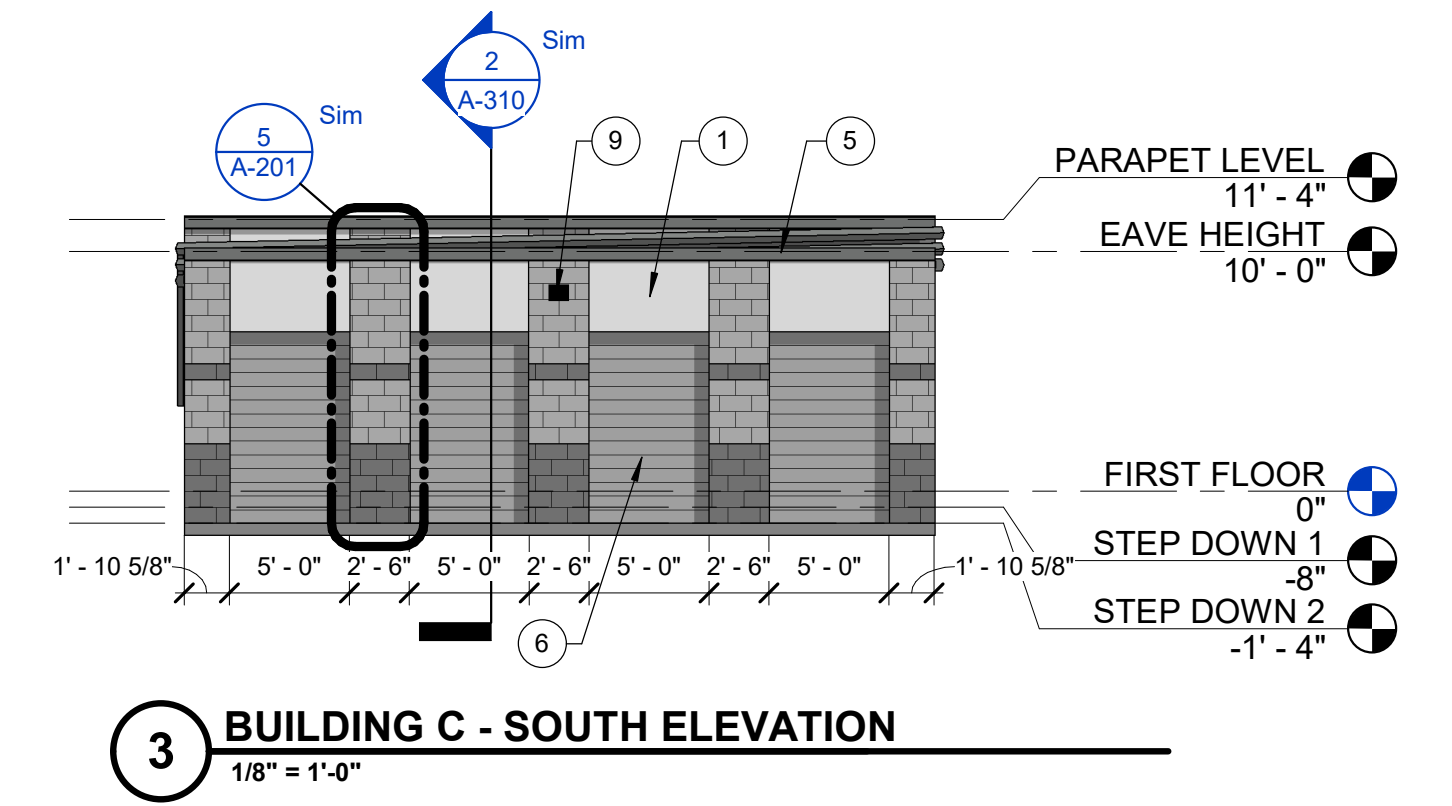 2
A-310
Sim
5
A-201
Sim
9
1
5
PARAPET LEVEL
11' - 4"
EAVE HEIGHT
10' - 0"
FIRST FLOOR
0"
STEP DOWN 1
-8"
STEP DOWN 2
-1' - 4"
1' - 10 5/8" 5' - 0" 2' - 6" 5' - 0" 2' - 6" 5' - 0" 2' - 6" 5' - 0" 1' - 10 5/8"
6
3
BUILDING C - SOUTH ELEVATION
1/8" = 1'-0"